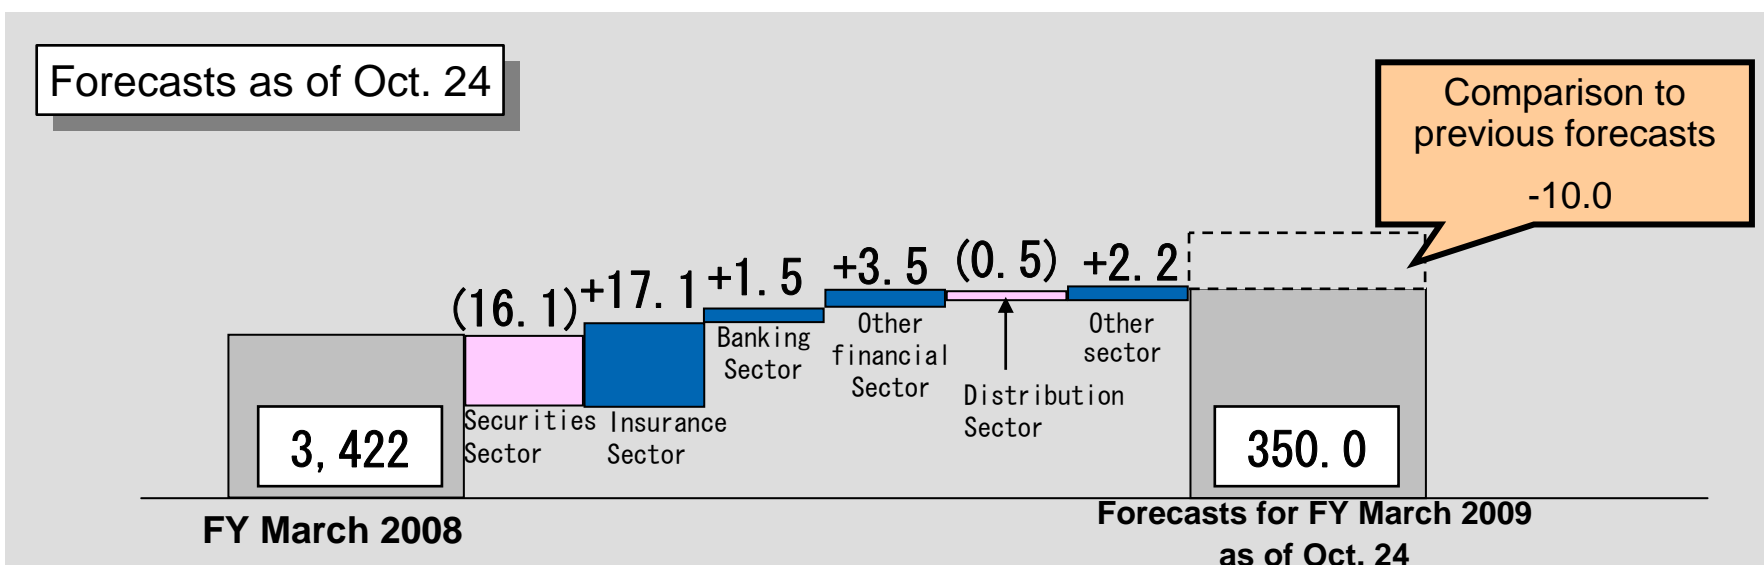 Forecasts as of Oct. 24
Comparison to
previous forecasts
-10.0
(16.1)
+17.1
+1.5
+3.5
(0.5)
+2.2
Securities
Sector
Insurance
Sector
Banking
Sector
Other
financial
Sector
Distribution
Sector
Other
sector
3,422
350.0
FY March 2008
Forecasts for FY March 2009
as of Oct. 24